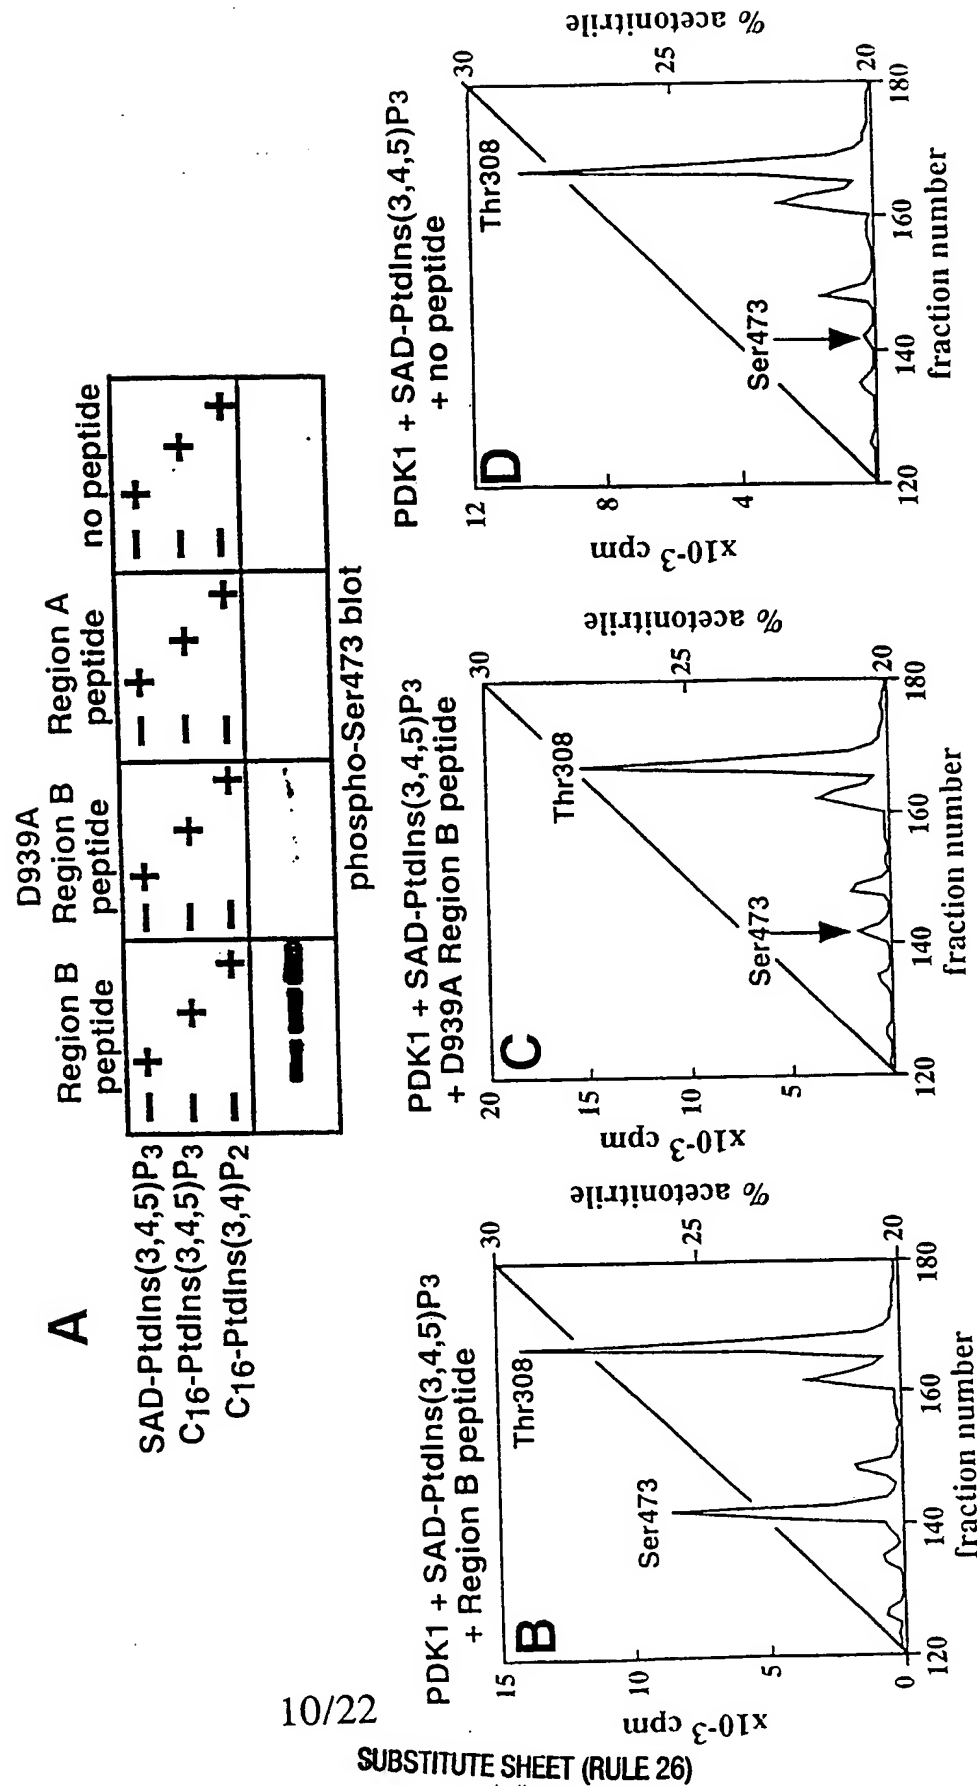 A
Region B
peptide
D939A
Region B
peptide
Region A
peptide
no peptide
SAD-PtdIns(3,4,5)P3 − + − + − + − +
C16-PtdIns(3,4,5)P3 − + − + − + − +
C16-PtdIns(3,4)P2 − + − + − + − +
phospho-Ser473 blot
PDK1 + SAD-PtdIns(3,4,5)P3
+ Region B peptide
B
15
10
5
0
x10-3 cpm
Ser473
Thr308
30
25
20
% acetonitrile
120
140
160
180
fraction number
PDK1 + SAD-PtdIns(3,4,5)P3
+ D939A Region B peptide
C
20
15
10
5
x10-3 cpm
Ser473
Thr308
30
25
20
% acetonitrile
120
140
160
180
fraction number
PDK1 + SAD-PtdIns(3,4,5)P3
+ no peptide
D
12
8
4
x10-3 cpm
Ser473
Thr308
30
25
20
% acetonitrile
120
140
160
180
fraction number
10/22
SUBSTITUTE SHEET (RULE 26)